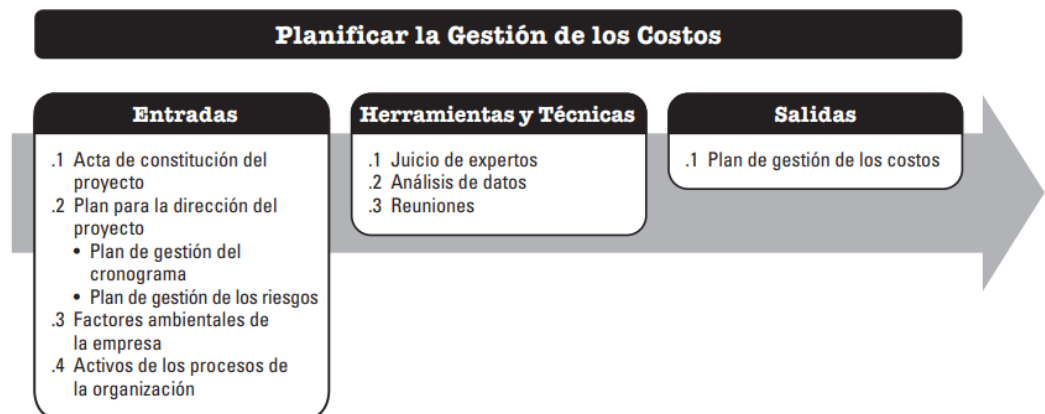 Planificar la Gestión de los Costos
Entradas
.1 Acta de constitución del
proyecto
.2 Plan para la dirección del
proyecto
• Plan de gestión del
cronograma
• Plan de gestión de los riesgos
.3 Factores ambientales de
la empresa
.4 Activos de los procesos de
la organización
Herramientas y Técnicas
.1 Juicio de expertos
.2 Análisis de datos
.3 Reuniones
Salidas
.1 Plan de gestión de los costos